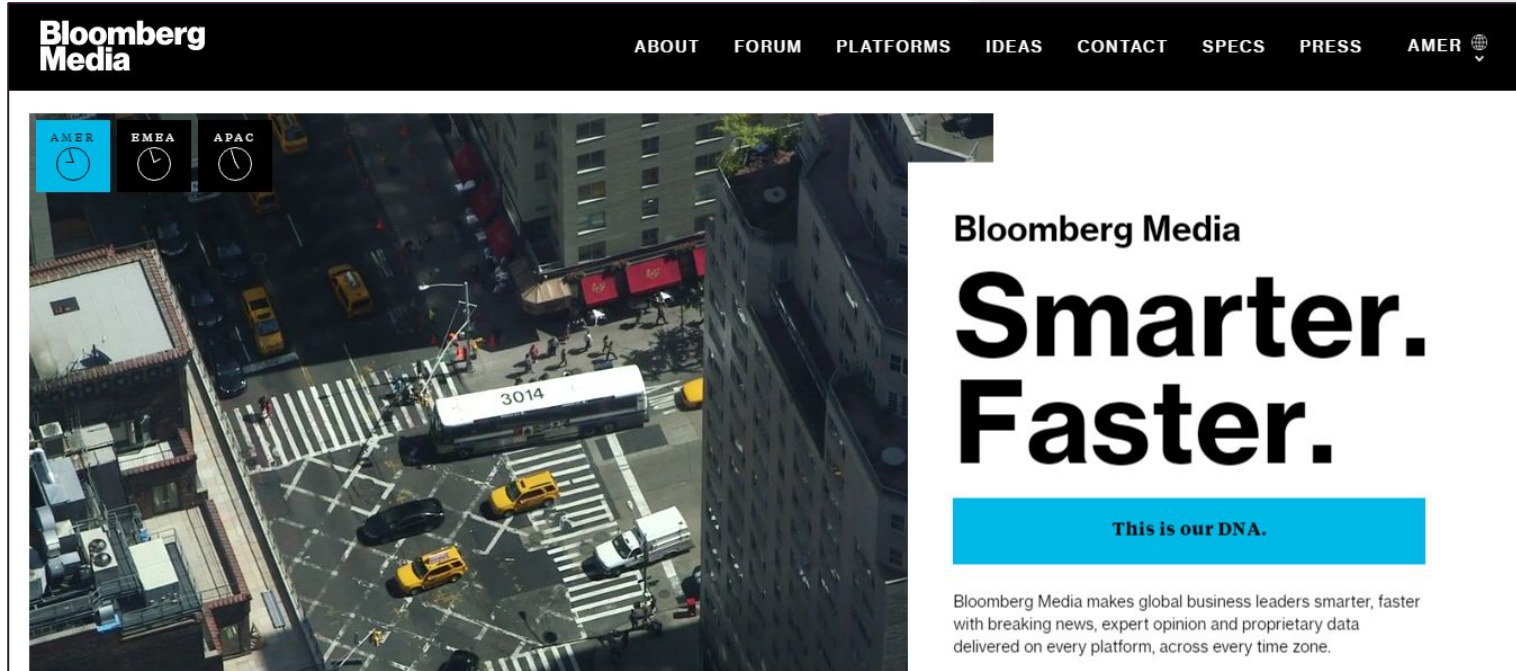 Bloomberg
Media
ABOUT FORUM PLATFORMS IDEAS CONTACT SPECS PRESS AMER
AMER EMEA APAC
3014
Bloomberg Media
Smarter.
Faster.
This is our DNA.
Bloomberg Media makes global business leaders smarter, faster
with breaking news, expert opinion and proprietary data
delivered on every platform, across every time zone.